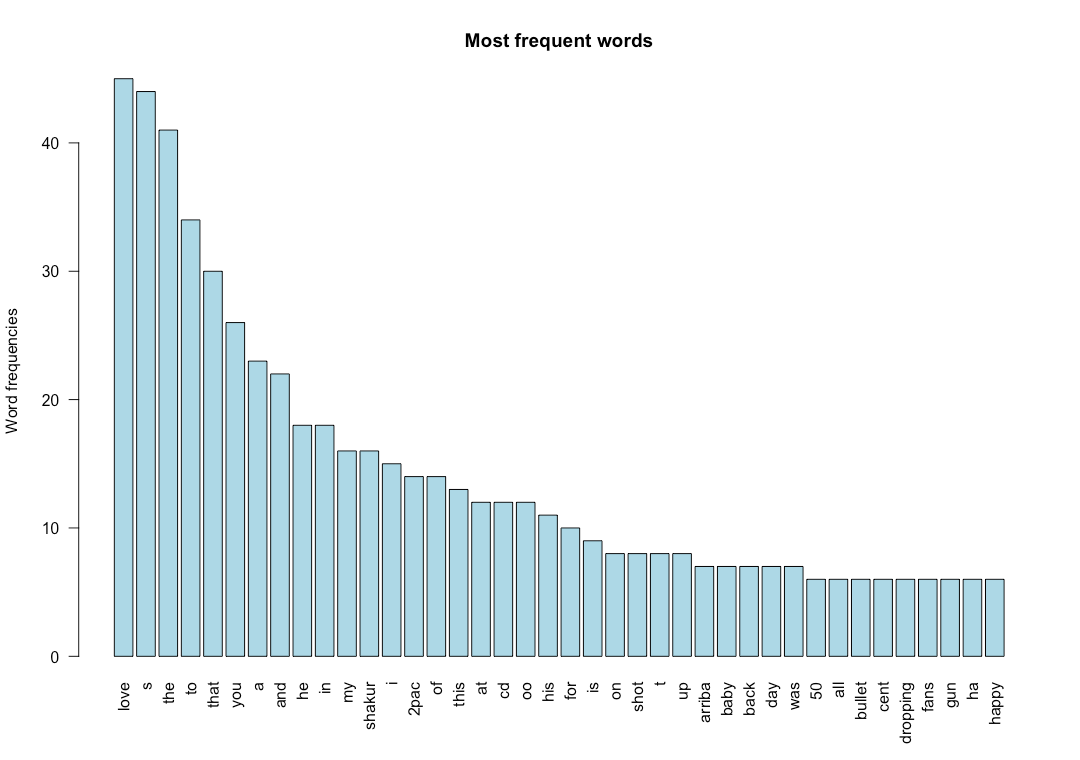 Most frequent words
Word frequencies
40
30
20
10
0
love
s
the
to
that
you
a
and
he
in
my
shakur
i
2pac
of
this
at
cd
oo
his
for
is
on
shot
t
up
arriba
baby
back
day
was
50
all
bullet
cent
dropping
fans
gun
ha
happy